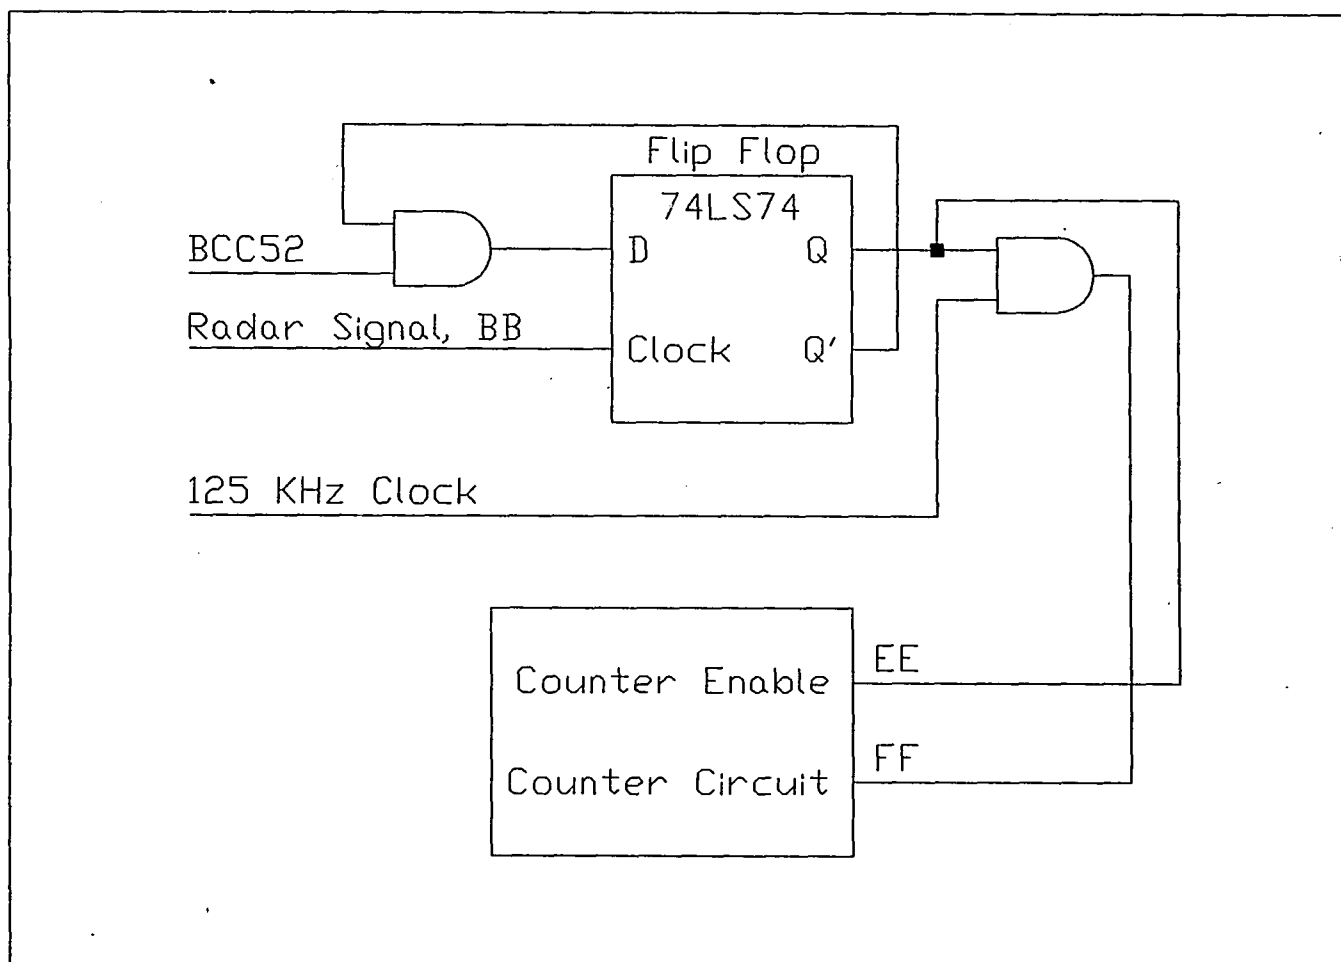 Flip Flop
74LS74
BCC52
D
Q
Radar Signal, BB
Clock
Q'
125 KHz Clock
EE
Counter Enable
FF
Counter Circuit